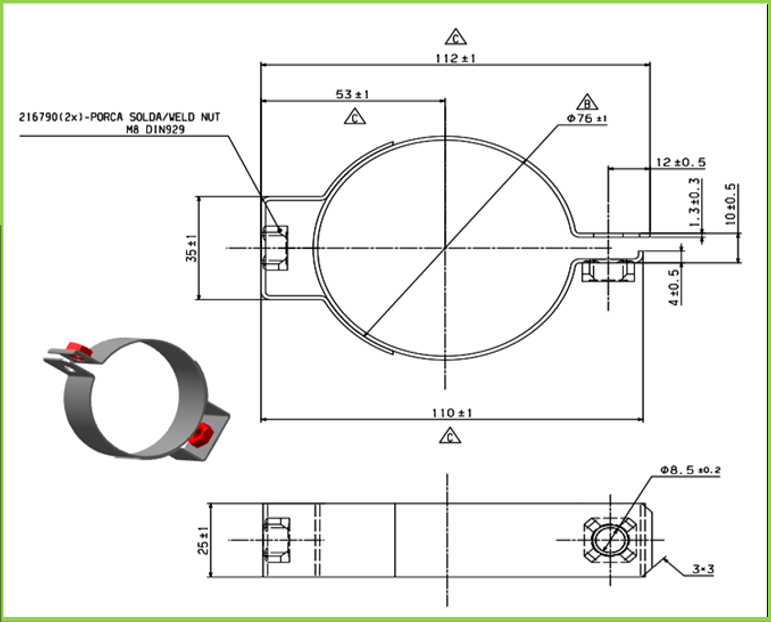 C
112±1
53±1
C
B
Φ76 ±1
216790(2x)-PORCA SOLDA/WELD NUT
M8 DIN929
12±0.5
1.3±0.3
10±0.5
35±1
4±0.5
110±1
C
Φ8.5 ±0.2
25±1
3×3